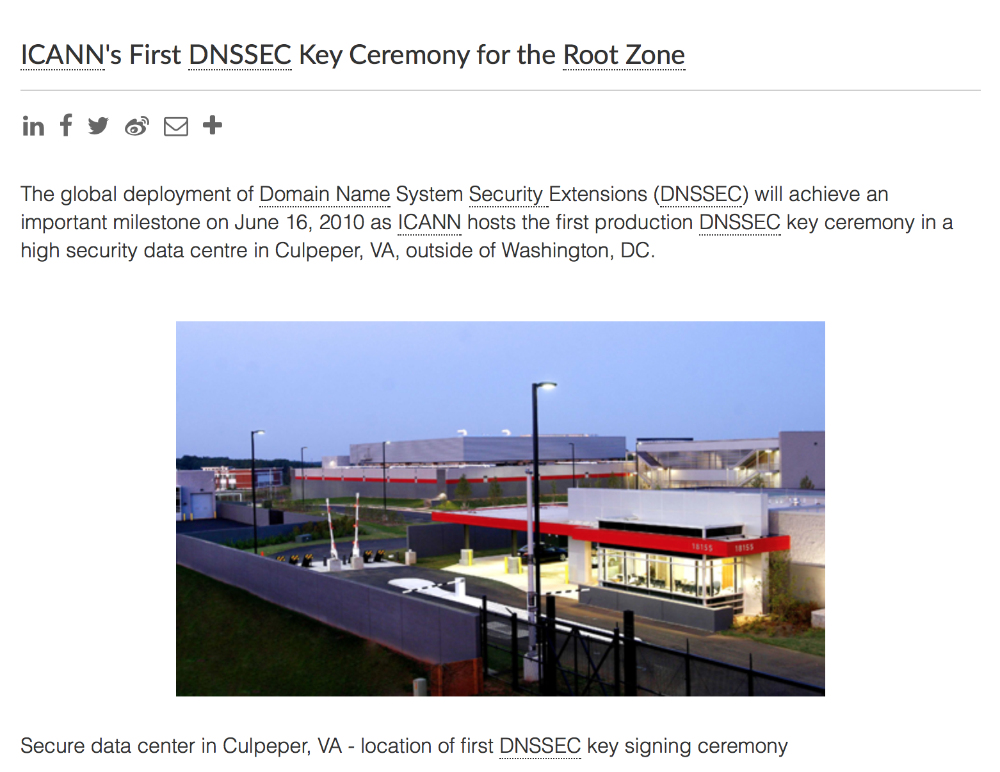 ICANN's First DNSSEC Key Ceremony for the Root Zone
The global deployment of Domain Name System Security Extensions (DNSSEC) will achieve an
important milestone on June 16, 2010 as ICANN hosts the first production DNSSEC key ceremony in a
high security data centre in Culpeper, VA, outside of Washington, DC.
18155 18155
Secure data center in Culpeper, VA - location of first DNSSEC key signing ceremony